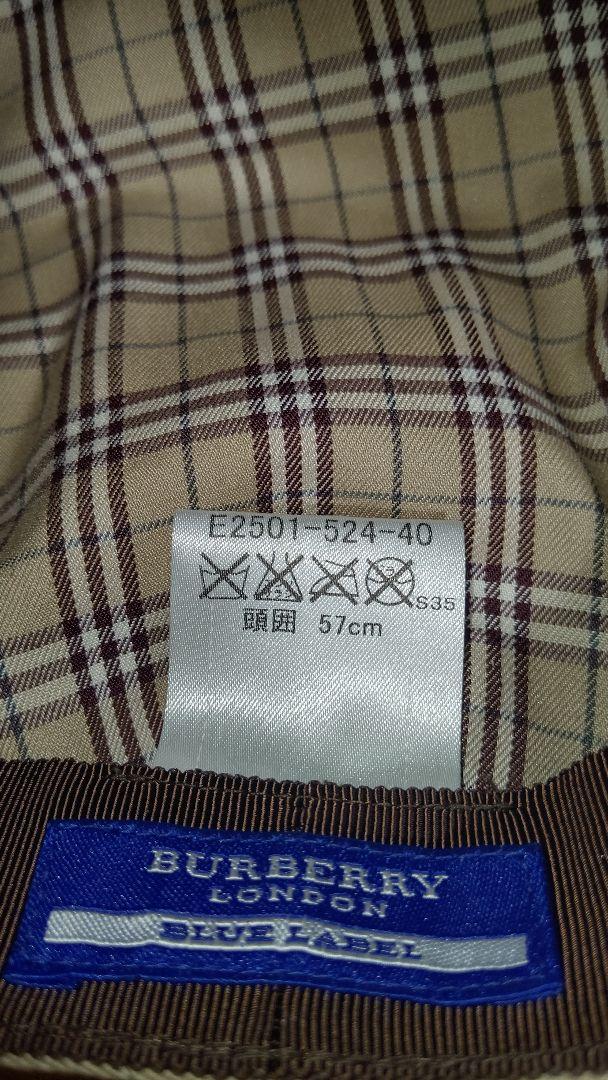 E2501-524-40
S35
頭囲 57cm
BURBERRY
LONDON
BLUE LABEL